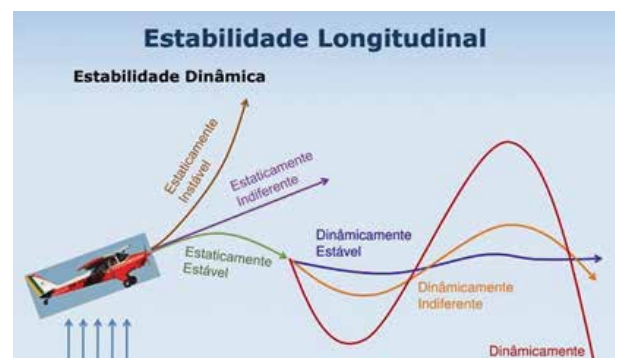 Estabilidade Longitudinal
Estabilidade Dinâmica
Estaticamente
Instável
Estaticamente
Indiferente
Estaticamente
Estável
Dinâmicamente
Estável
Dinâmicamente
Indiferente
Dinâmicamente